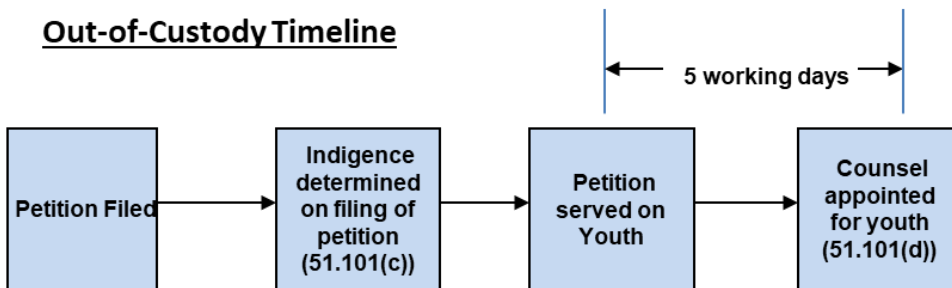 Out-of-Custody Timeline
5 working days
Petition Filed
Indigence
determined
on filing of
petition
(51.101(c))
Petition
served on
Youth
Counsel
appointed
for youth
(51.101(d))